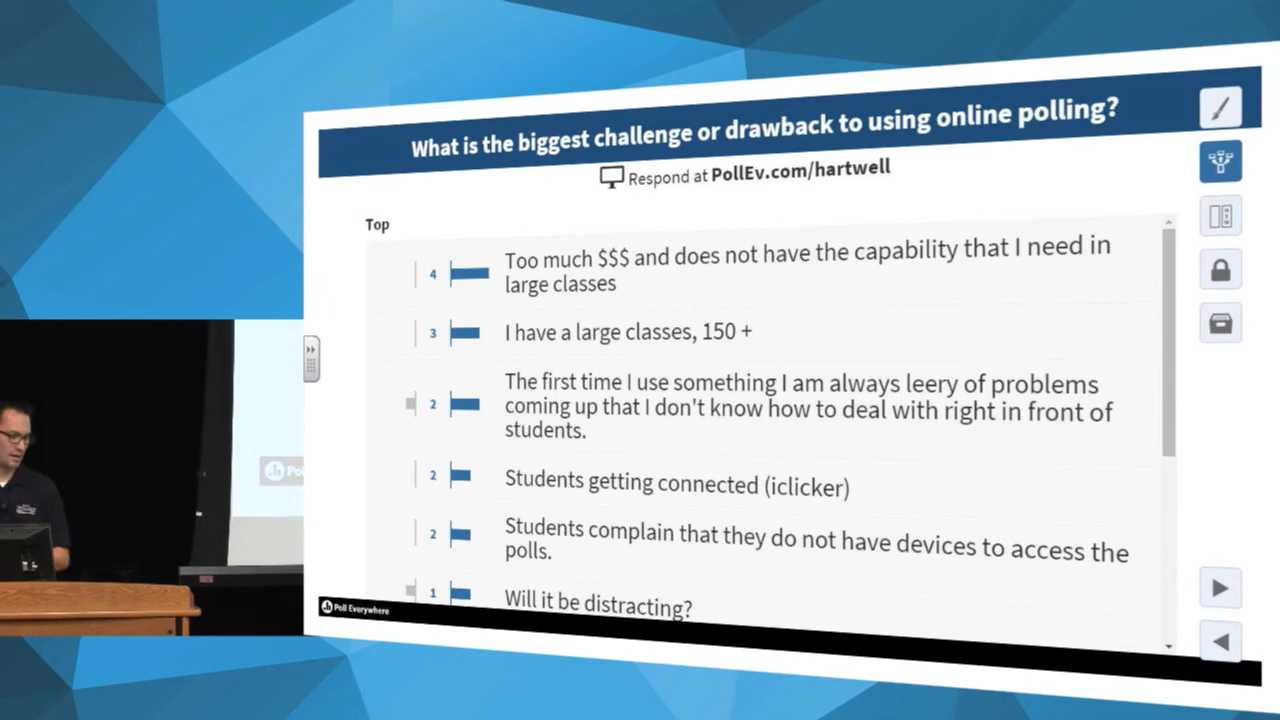 What is the biggest challenge or drawback to using online polling?
Respond at PollEv.com/hartwell
Top
4
Too much $$$ and does not have the capability that I need in
large classes
3
I have a large classes, 150 +
2
The first time I use something I am always leery of problems
coming up that I don't know how to deal with right in front of
students.
2
Students getting connected (iclicker)
2
Students complain that they do not have devices to access the
polls.
1
Will it be distracting?
Poll Everywhere
Pol